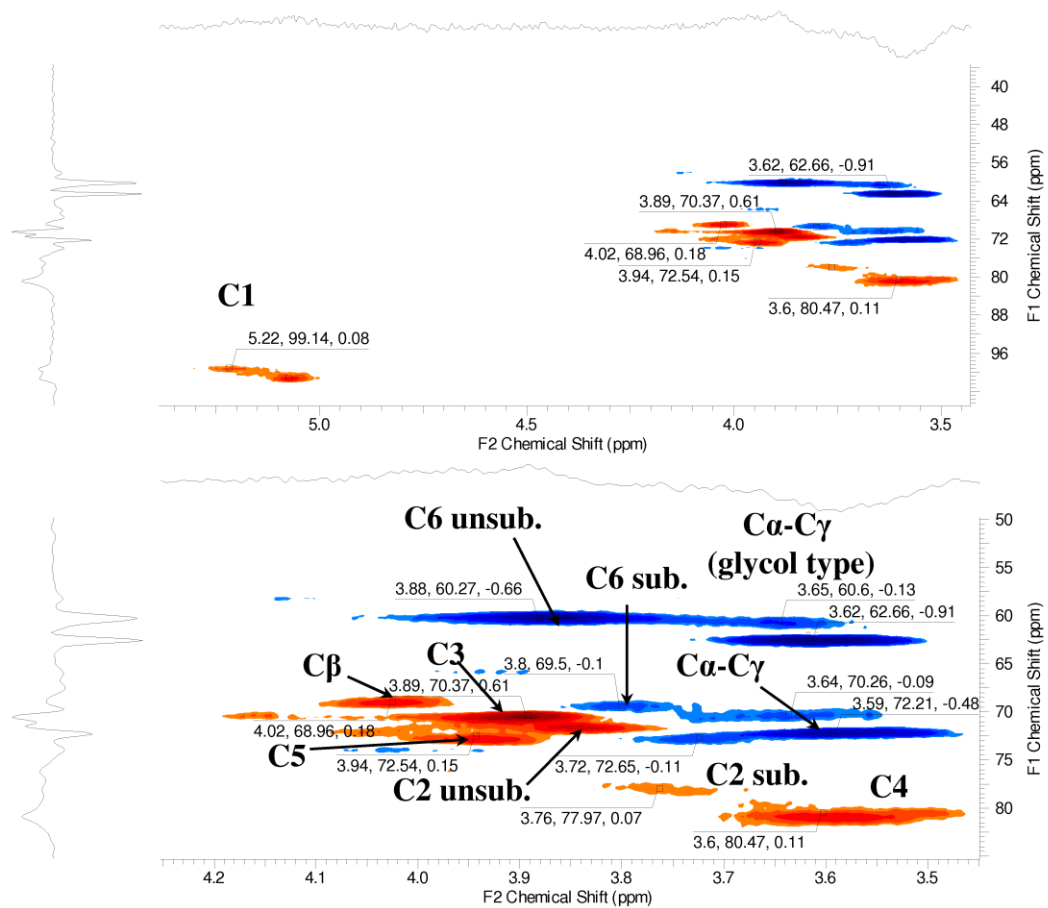 40
48
56
3.62, 62.66, -0.91
64
3.89, 70.37, 0.61
72
4.02, 68.96, 0.18
3.94, 72.54, 0.15
80
3.6, 80.47, 0.11
C1
88
5.22, 99.14, 0.08
96
F1 Chemical Shift (ppm)
5.0 4.5 4.0 3.5
F2 Chemical Shift (ppm)
50
C6 unsub.
Cα-Cγ
(glycol type)
55
C6 sub.
3.88, 60.27, -0.66
3.65, 60.6, -0.13
60
3.62, 62.66, -0.91
Cβ
C3
3.8, 69.5, -0.1
Cα-Cγ
65
3.89, 70.37, 0.61
3.64, 70.26, -0.09
3.59, 72.21, -0.48
70
4.02, 68.96, 0.18
C5
3.94, 72.54, 0.15
3.72, 72.65, -0.11
C2 unsub.
C2 sub.
C4
75
3.76, 77.97, 0.07
80
3.6, 80.47, 0.11
F1 Chemical Shift (ppm)
4.2 4.1 4.0 3.9 3.8 3.7 3.6 3.5
F2 Chemical Shift (ppm)